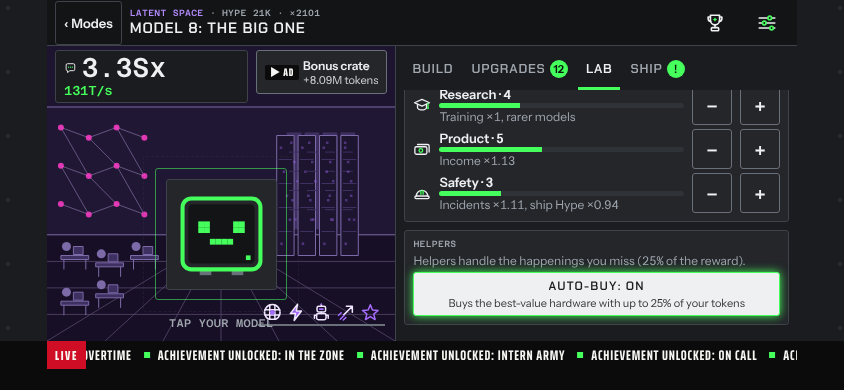 ‹ Modes
LATENT SPACE · HYPE 21K · ×2101
MODEL 8: THE BIG ONE
3.3Sx
131T/s
AD
Bonus crate
+8.09M tokens
BUILD
UPGRADES 12
LAB
SHIP !
Research · 4
Training ×1, rarer models
− +
Product · 5
Income ×1.13
− +
Safety · 3
Incidents ×1.11, ship Hype ×0.94
− +
HELPERS
Helpers handle the happenings you miss (25% of the reward).
AUTO-BUY: ON
Buys the best-value hardware with up to 25% of your tokens
TAP YOUR MODEL
LIVE OVERTIME ACHIEVEMENT UNLOCKED: IN THE ZONE ACHIEVEMENT UNLOCKED: INTERN ARMY ACHIEVEMENT UNLOCKED: ON CALL